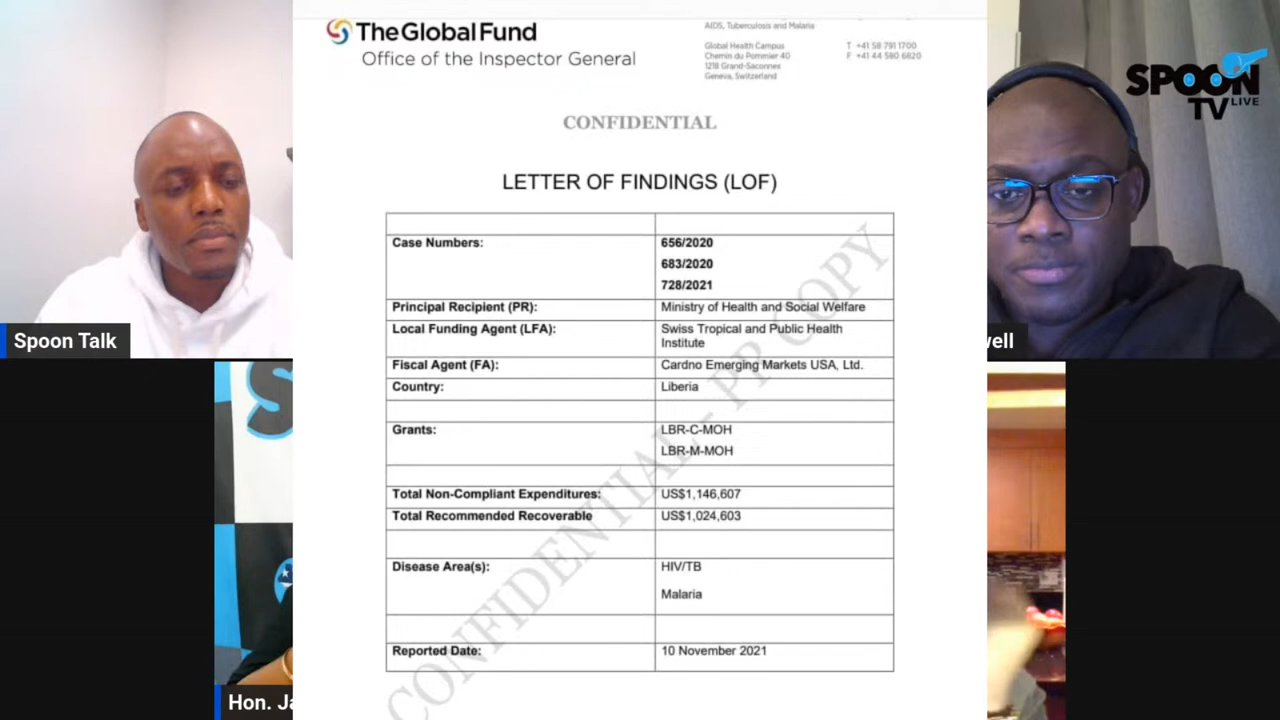 The Global Fund
Office of the Inspector General
AIDS, Tuberculosis and Malaria
Global Health Campus
Chemin du Pommier 40
1218 Grand-Saconnex
Geneva, Switzerland
T +41 58 791 1700
F +41 44 580 6820
SPOON
TV LIVE
CONFIDENTIAL
LETTER OF FINDINGS (LOF)
Case Numbers: 656/2020
683/2020
728/2021
Principal Recipient (PR): Ministry of Health and Social Welfare
Local Funding Agent (LFA): Swiss Tropical and Public Health
Institute
Fiscal Agent (FA): Cardno Emerging Markets USA, Ltd.
Country: Liberia
Grants: LBR-C-MOH
LBR-M-MOH
Total Non-Compliant Expenditures: US$1,146,607
Total Recommended Recoverable US$1,024,603
Disease Area(s): HIV/TB
Malaria
Reported Date: 10 November 2021
CONFIDENTIAL - PP COPY
Spoon Talk
vell
Hon. Ja
S